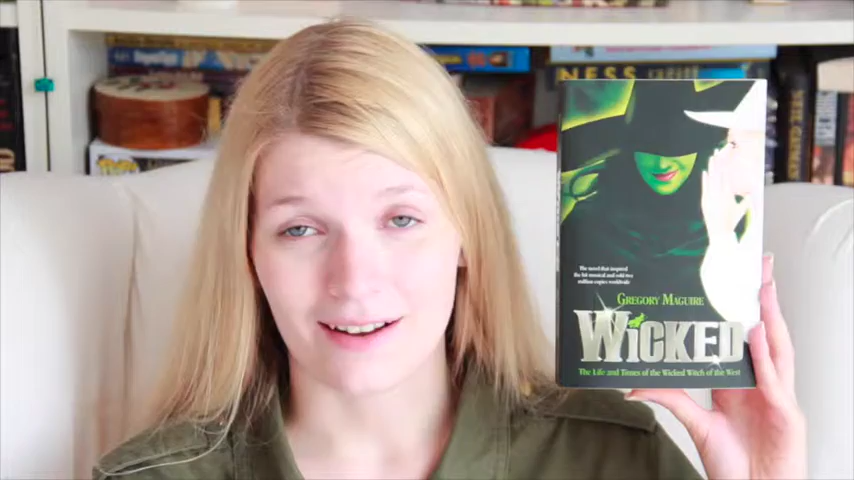 NESS
The novel that inspired
the hit musical and sold two
million copies worldwide
GREGORY MAGUIRE
WICKED
The Life and Times of the Wicked Witch of the West